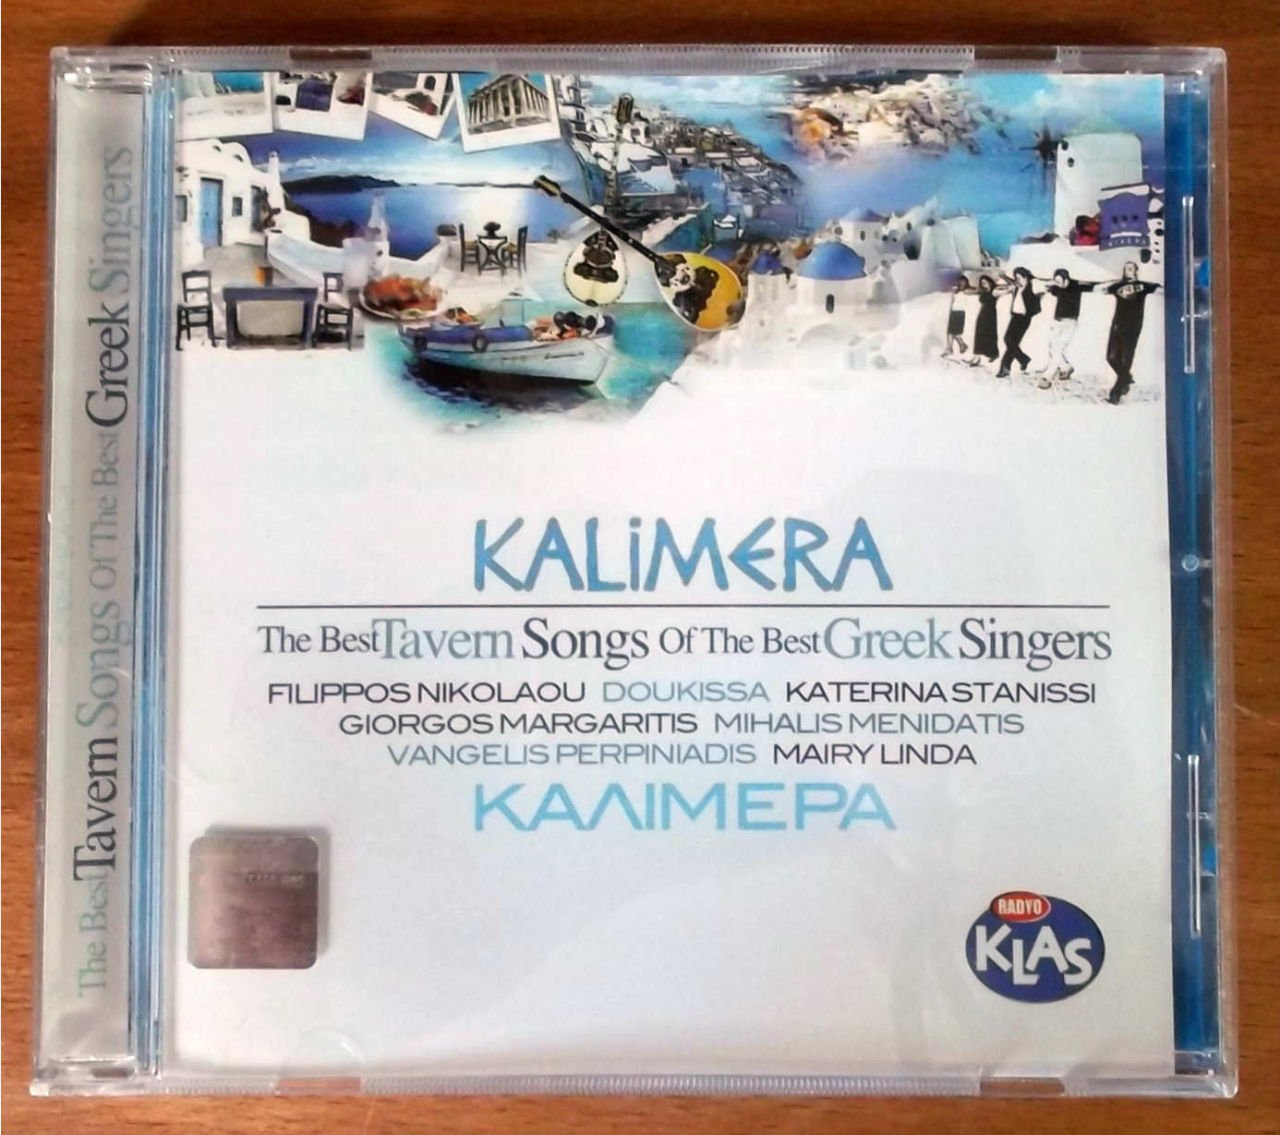 The Best Tavern Songs Of The Best Greek Singers
KALiMERA
The Best Tavern Songs Of The Best Greek Singers
FILIPPOS NIKOLAOU DOUKISSA KATERINA STANISSI
GIORGOS MARGARITIS MIHALIS MENIDATIS
VANGELIS PERPINIADIS MAIRY LINDA
ΚΑΛΙΜΕΡΑ
RADYO
KLAS